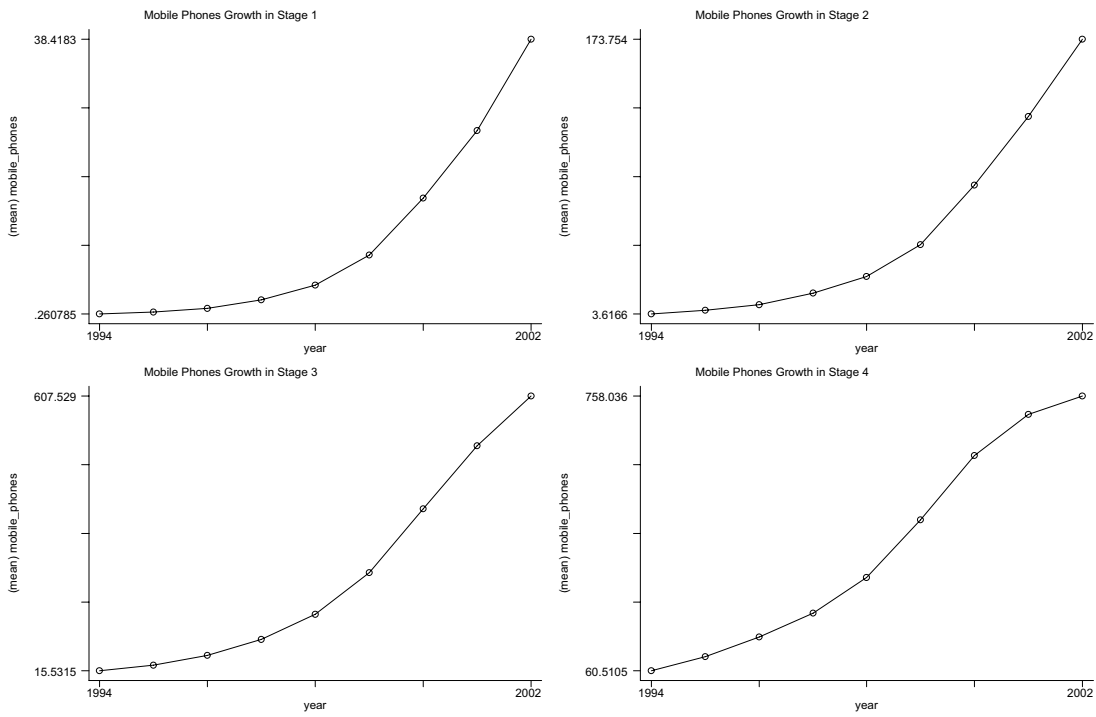 Mobile Phones Growth in Stage 1
38.4183
(mean) mobile_phones
.260785
1994
2002
year
Mobile Phones Growth in Stage 2
173.754
(mean) mobile_phones
3.6166
1994
2002
year
Mobile Phones Growth in Stage 3
607.529
(mean) mobile_phones
15.5315
1994
2002
year
Mobile Phones Growth in Stage 4
758.036
(mean) mobile_phones
60.5105
1994
2002
year